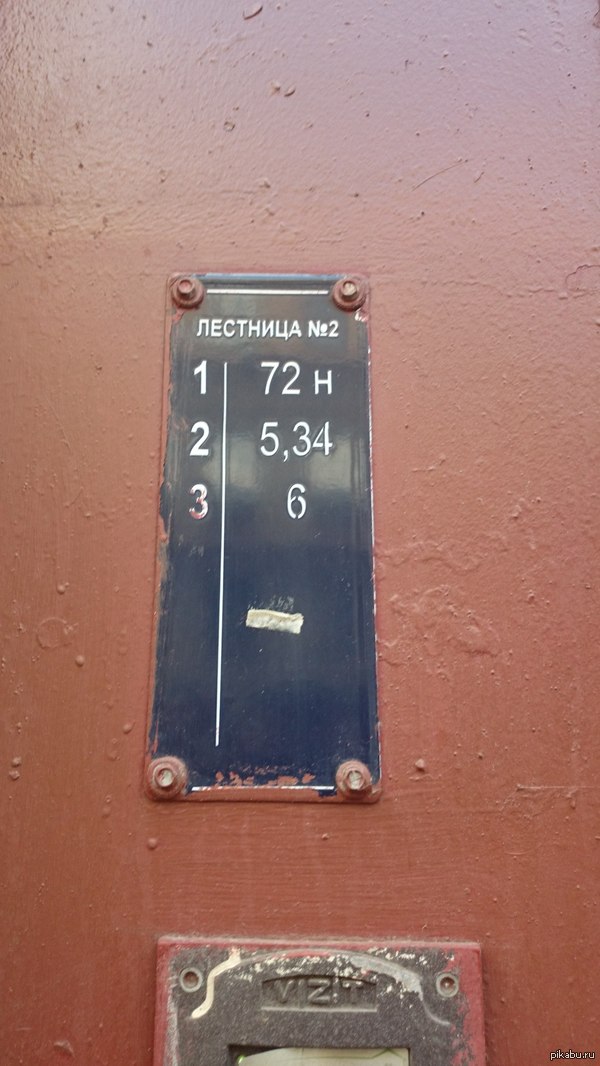 ЛЕСТНИЦА №2
1 72 н
2 5,34
3 6
VIZIT
pikabu.ru